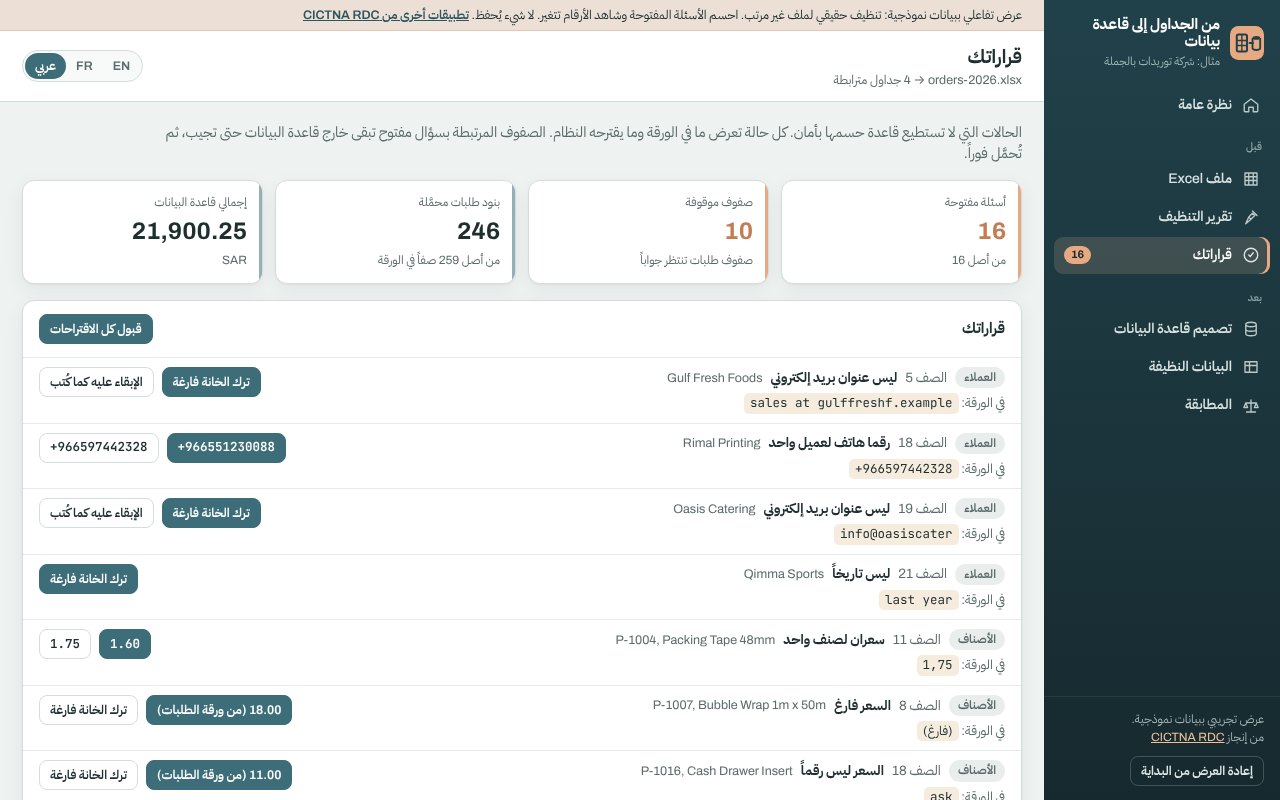 عرض تفاعلي ببيانات نموذجية: تنظيف حقيقي لملف غير مرتب. احسم الأسئلة المفتوحة وشاهد الأرقام تتغير. لا شيء يُحفظ. تطبيقات أخرى من CICTNA RDC
من الجداول إلى قاعدة
بيانات
مثال: شركة توريدات بالجملة
نظرة عامة
قبل
ملف Excel
تقرير التنظيف
قراراتك
16
بعد
تصميم قاعدة البيانات
البيانات النظيفة
المطابقة
عرض تجريبي ببيانات نموذجية.
من إنجاز CICTNA RDC
إعادة العرض من البداية
قراراتك
orders-2026.xlsx → 4 جداول مترابطة
EN FR عربي
الحالات التي لا تستطيع قاعدة حسمها بأمان. كل حالة تعرض ما في الورقة وما يقترحه النظام. الصفوف المرتبطة بسؤال مفتوح تبقى خارج قاعدة البيانات حتى تجيب، ثم
تُحمَّل فوراً.
أسئلة مفتوحة
16
من أصل 16
صفوف موقوفة
10
صفوف طلبات تنتظر جواباً
بنود طلبات محمَّلة
246
من أصل 259 صفاً في الورقة
إجمالي قاعدة البيانات
21,900.25
SAR
قراراتك
قبول كل الاقتراحات
العملاء الصف 5 ليس عنوان بريد إلكتروني Gulf Fresh Foods
في الورقة: sales at gulffreshf.example
ترك الخانة فارغة الإبقاء عليه كما كُتب
العملاء الصف 18 رقما هاتف لعميل واحد Rimal Printing
في الورقة: +966597442328
+966551230088 +966597442328
العملاء الصف 19 ليس عنوان بريد إلكتروني Oasis Catering
في الورقة: info@oasiscater
ترك الخانة فارغة الإبقاء عليه كما كُتب
العملاء الصف 21 ليس تاريخاً Qimma Sports
في الورقة: last year
ترك الخانة فارغة
الأصناف الصف 11 سعران لصنف واحد P-1004, Packing Tape 48mm
في الورقة: 1,75
1.60 1.75
الأصناف الصف 8 السعر فارغ P-1007, Bubble Wrap 1m x 50m
في الورقة: (فارغ)
18.00 (من ورقة الطلبات) ترك الخانة فارغة
الأصناف الصف 18 السعر ليس رقماً P-1016, Cash Drawer Insert
في الورقة: ask
11.00 (من ورقة الطلبات) ترك الخانة فارغة